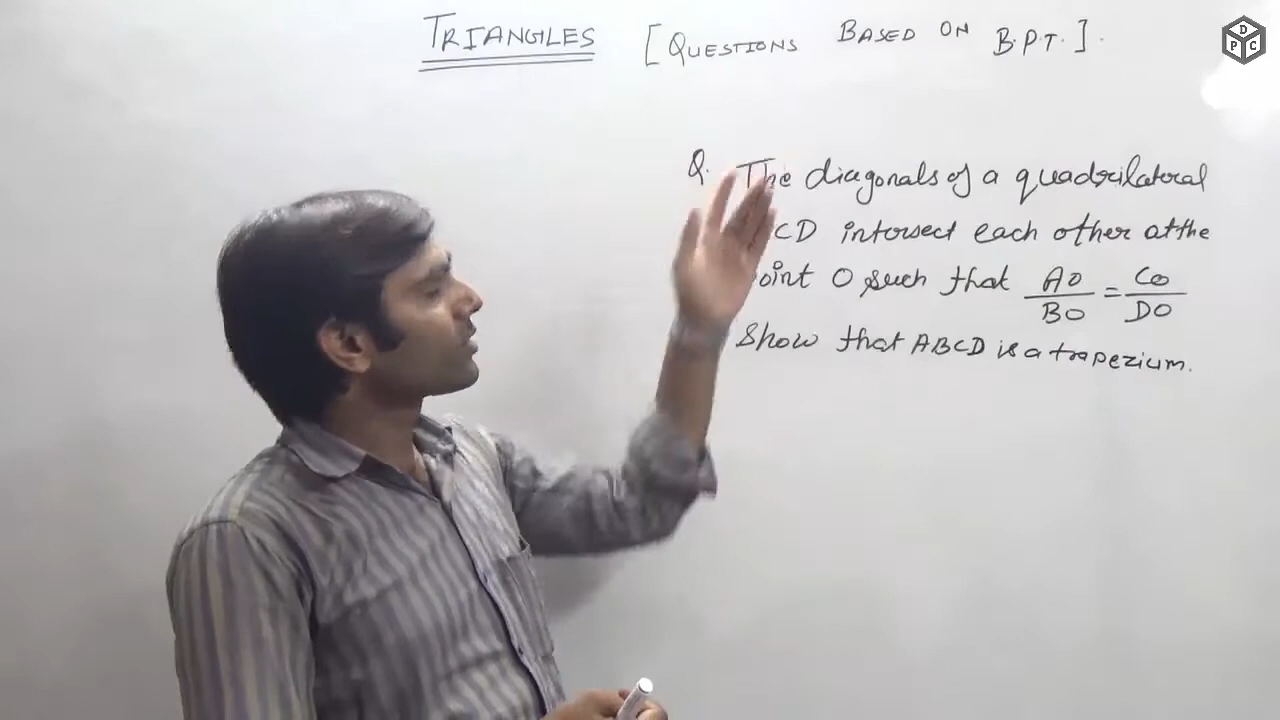 TRIANGLES [QUESTIONS BASED ON B.P.T.].
Q. The diagonals of a quadrilateral
CD intersect each other at the
oint O such that AO/BO = CO/DO
Show that ABCD is a trapezium.
D P C